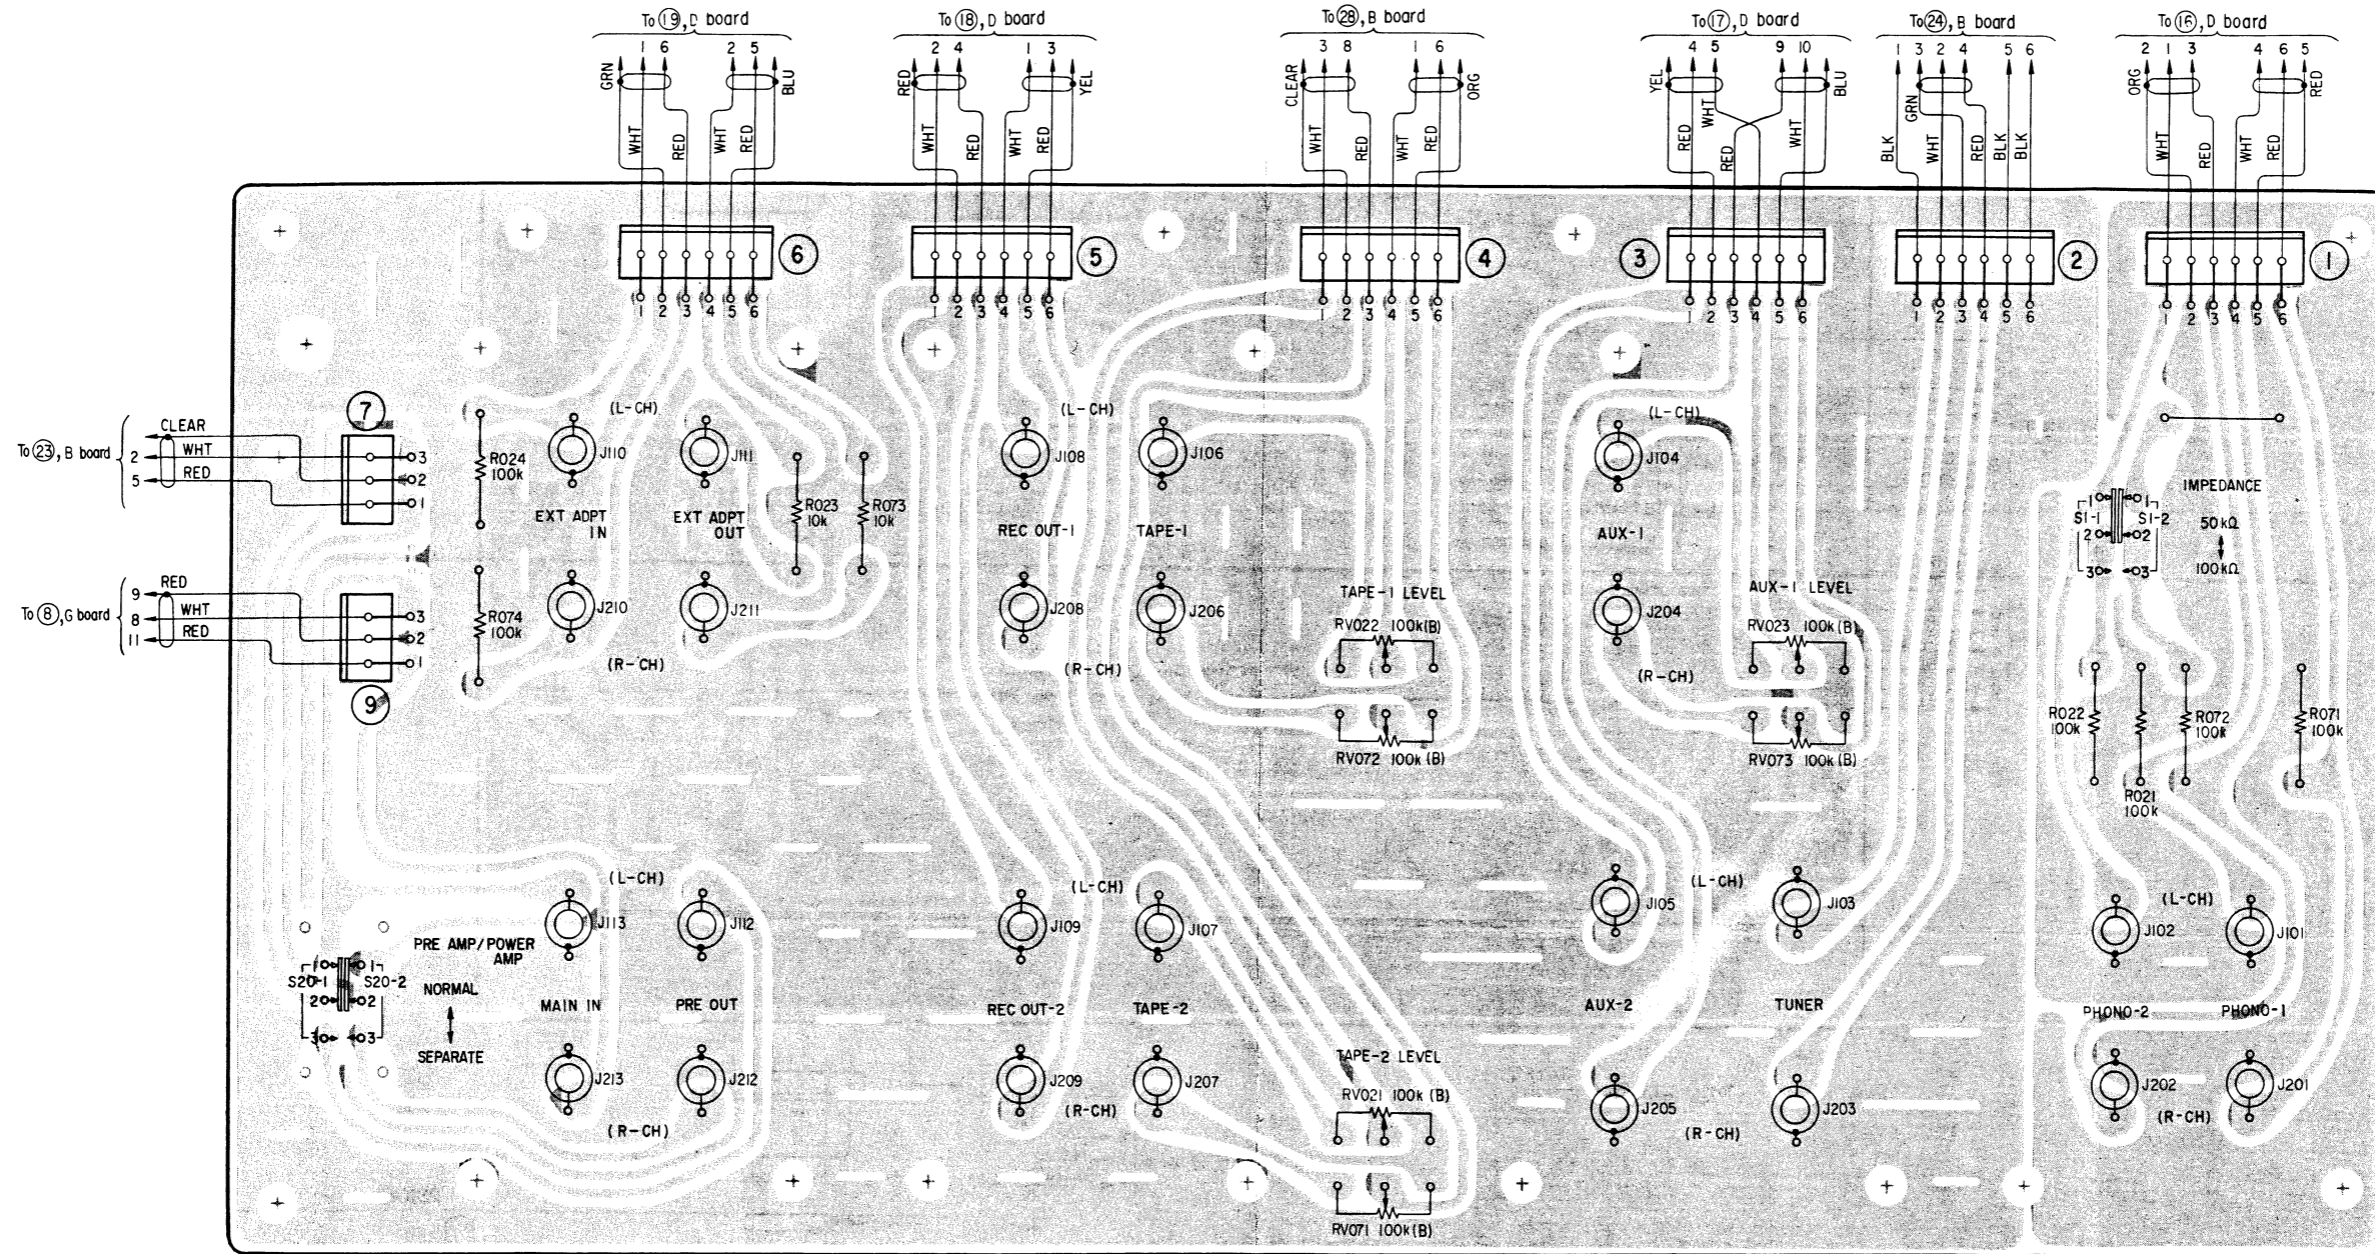 To ⑲, D board
To ⑱, D board
To ㉘, B board
To ⑰, D board
To ㉔, B board
To ⑯, D board
1 6 2 5
2 4 1 3
3 8 1 6
4 5 9 10
1 3 2 4 5 6
2 1 3 4 6 5
GRN BLU
RED YEL
CLEAR ORG
YEL BLU
GRN
ORG RED
WHT RED WHT RED
WHT RED WHT RED
WHT RED WHT RED
RED WHT RED WHT
BLK WHT RED BLK BLK
WHT RED WHT RED
⑥
⑤
④
③
②
①
1 2 3 4 5 6
1 2 3 4 5 6
1 2 3 4 5 6
1 2 3 4 5 6
1 2 3 4 5 6
1 2 3 4 5 6
⑦
To ㉓, B board
CLEAR
2 WHT
5 RED
3
2
1
To ⑧, G board
9 RED
8 WHT
11 RED
3
2
1
⑨
R024
100k
R074
100k
(L-CH)
J110
J111
EXT ADPT
IN
EXT ADPT
OUT
J210
J211
(R-CH)
R023
10k
R073
10k
(L-CH)
J108
J106
REC OUT-1
TAPE-1
J208
J206
(R-CH)
TAPE-1 LEVEL
RV022 100k(B)
RV072 100k(B)
(L-CH)
J104
AUX-1
J204
(R-CH)
AUX-1 LEVEL
RV023 100k(B)
RV073 100k(B)
IMPEDANCE
50kΩ
100kΩ
1 1
S1-1 S1-2
2 2
3 3
R022
100k
R021
100k
R072
100k
R071
100k
(L-CH)
J113
J112
PRE AMP/POWER
AMP
1 1
S20-1 S20-2
2 2
3 3
NORMAL
SEPARATE
MAIN IN
PRE OUT
J213
J212
(R-CH)
(L-CH)
J109
J107
REC OUT-2
TAPE-2
J209
J207
(R-CH)
TAPE-2 LEVEL
RV021 100k(B)
RV071 100k(B)
J105
(L-CH)
J103
AUX-2
TUNER
J205
J203
(R-CH)
(L-CH)
J102
J101
PHONO-2
PHONO-1
J202
J201
(R-CH)